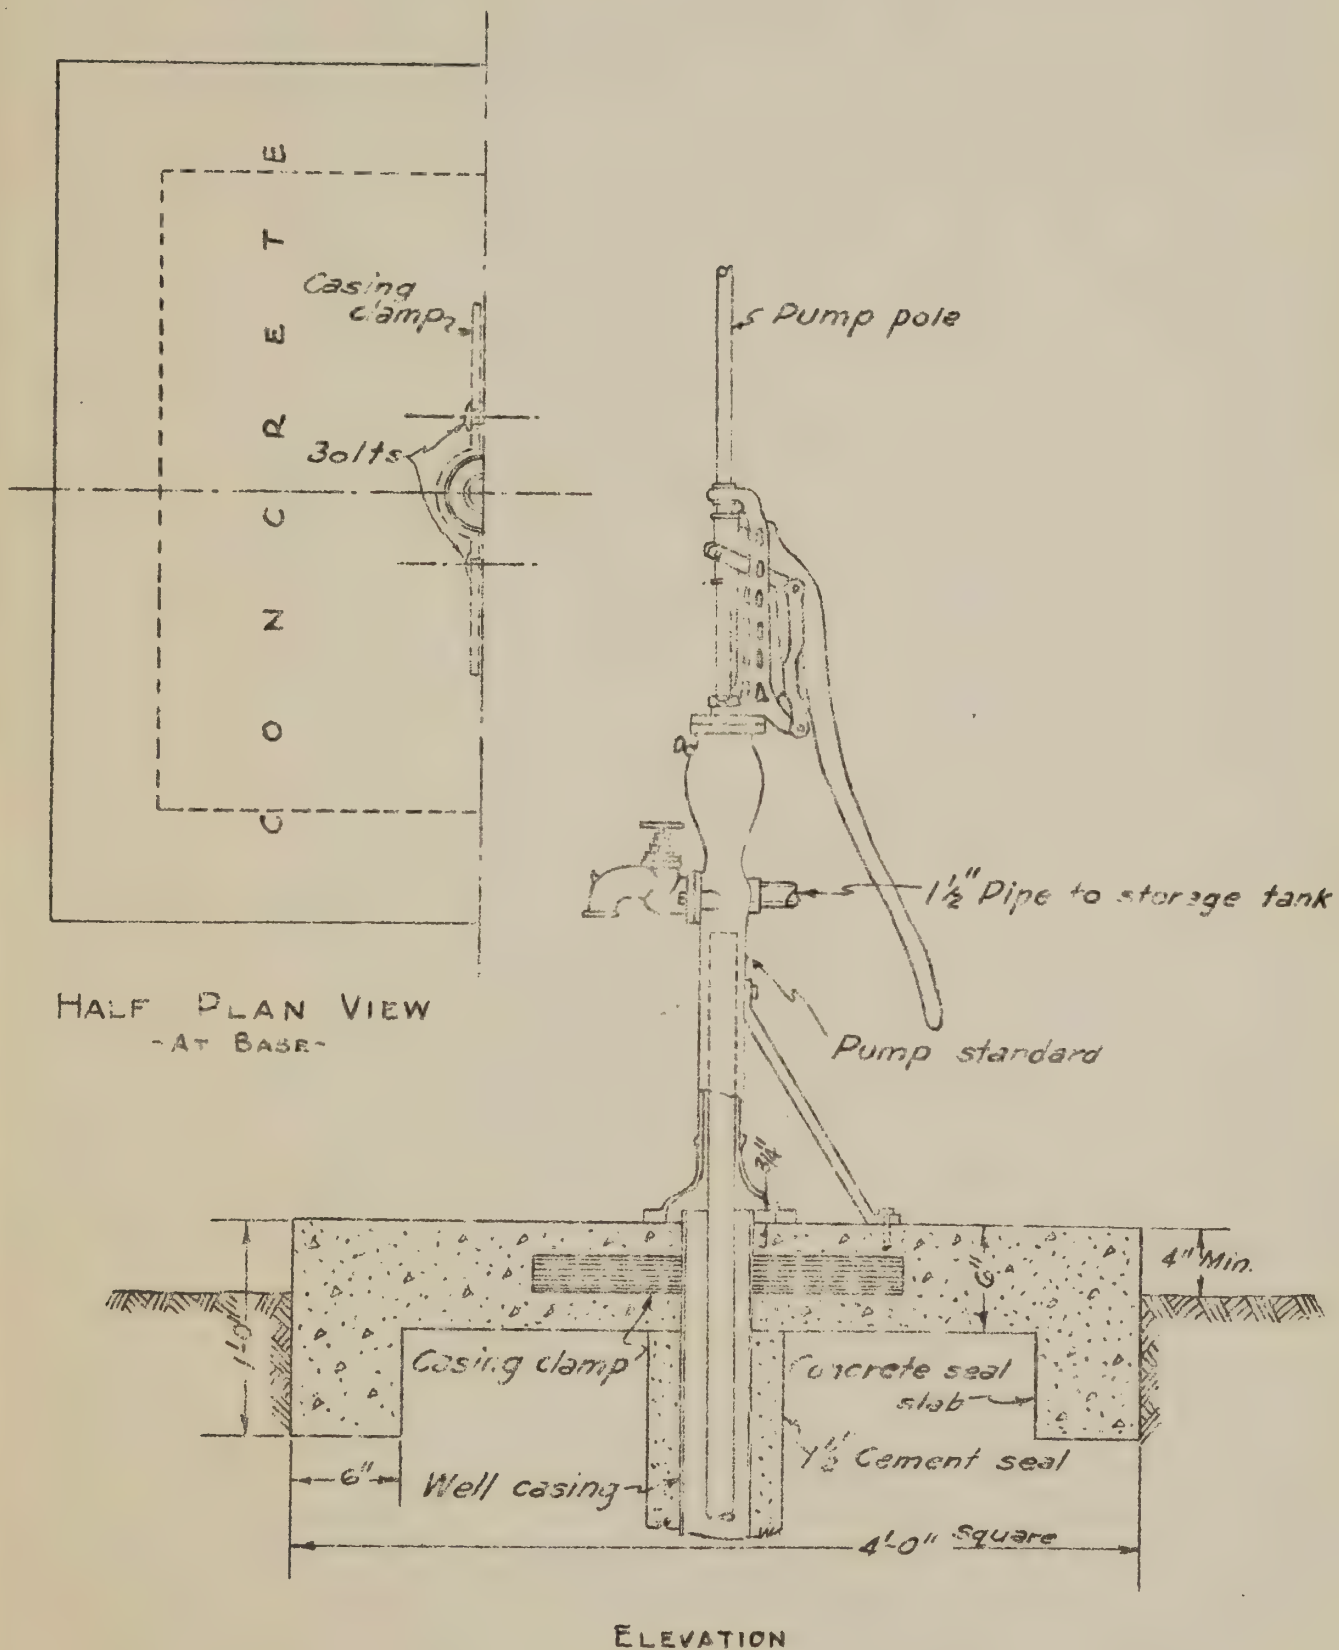 CONCRETE
Casing
clamp
Bolts
Pump pole
1½" Pipe to storage tank
HALF PLAN VIEW
-AT BASE-
Pump standard
3/4"
4" Min.
6"
1'-0"
Casing clamp
Concrete seal
slab
1½" Cement seal
6"
Well casing
4'-0" square
ELEVATION